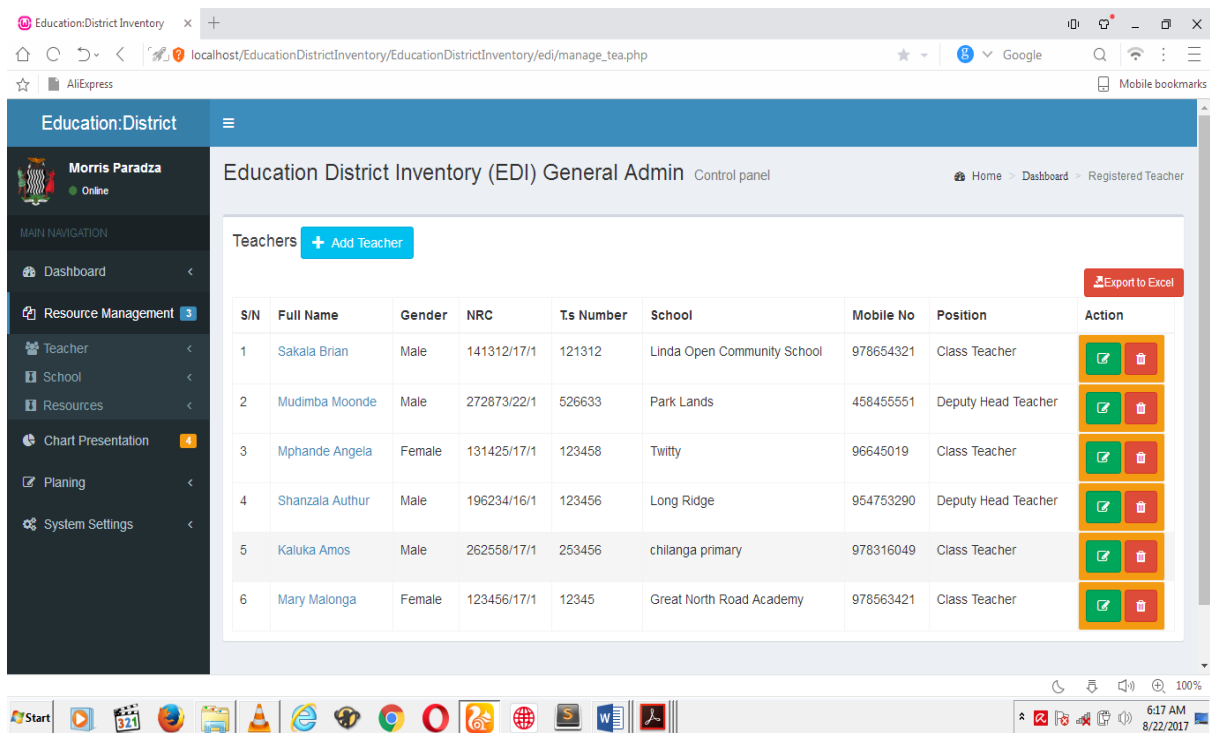 Education:District Inventory
localhost/EducationDistrictInventory/EducationDistrictInventory/edi/manage_tea.php
Google
AliExpress
Mobile bookmarks
Education:District
Morris Paradza
Online
Education District Inventory (EDI) General Admin Control panel
Home > Dashboard > Registered Teacher
MAIN NAVIGATION
Dashboard
Resource Management 3
Teacher
School
Resources
Chart Presentation 4
Planing
System Settings
Teachers + Add Teacher
Export to Excel
S/N Full Name Gender NRC T.s Number School Mobile No Position Action
1 Sakala Brian Male 141312/17/1 121312 Linda Open Community School 978654321 Class Teacher
2 Mudimba Moonde Male 272873/22/1 526633 Park Lands 458455551 Deputy Head Teacher
3 Mphande Angela Female 131425/17/1 123458 Twitty 96645019 Class Teacher
4 Shanzala Authur Male 196234/16/1 123456 Long Ridge 954753290 Deputy Head Teacher
5 Kaluka Amos Male 262558/17/1 253456 chilanga primary 978316049 Class Teacher
6 Mary Malonga Female 123456/17/1 12345 Great North Road Academy 978563421 Class Teacher
100%
Start
321
6:17 AM
8/22/2017